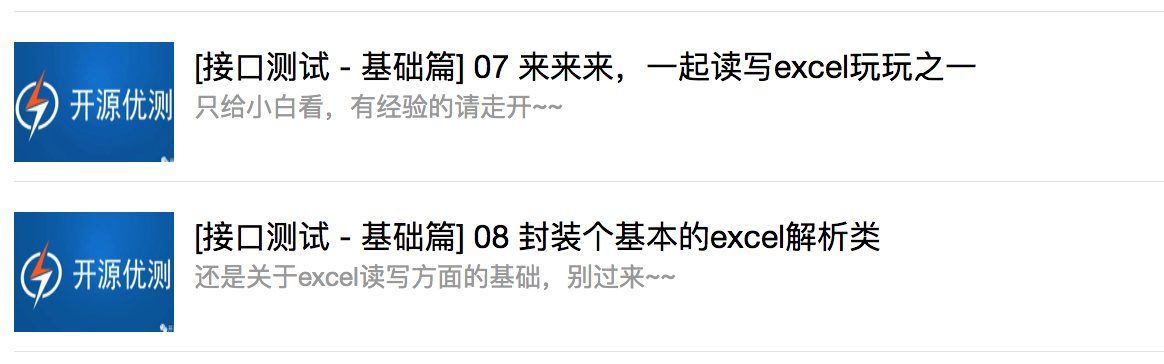 [接口测试 - 基础篇] 07 来来来，一起读写excel玩玩之一
只给小白看，有经验的请走开~~
开源优测
[接口测试 - 基础篇] 08 封装个基本的excel解析类
还是关于excel读写方面的基础，别过来~~
开源优测